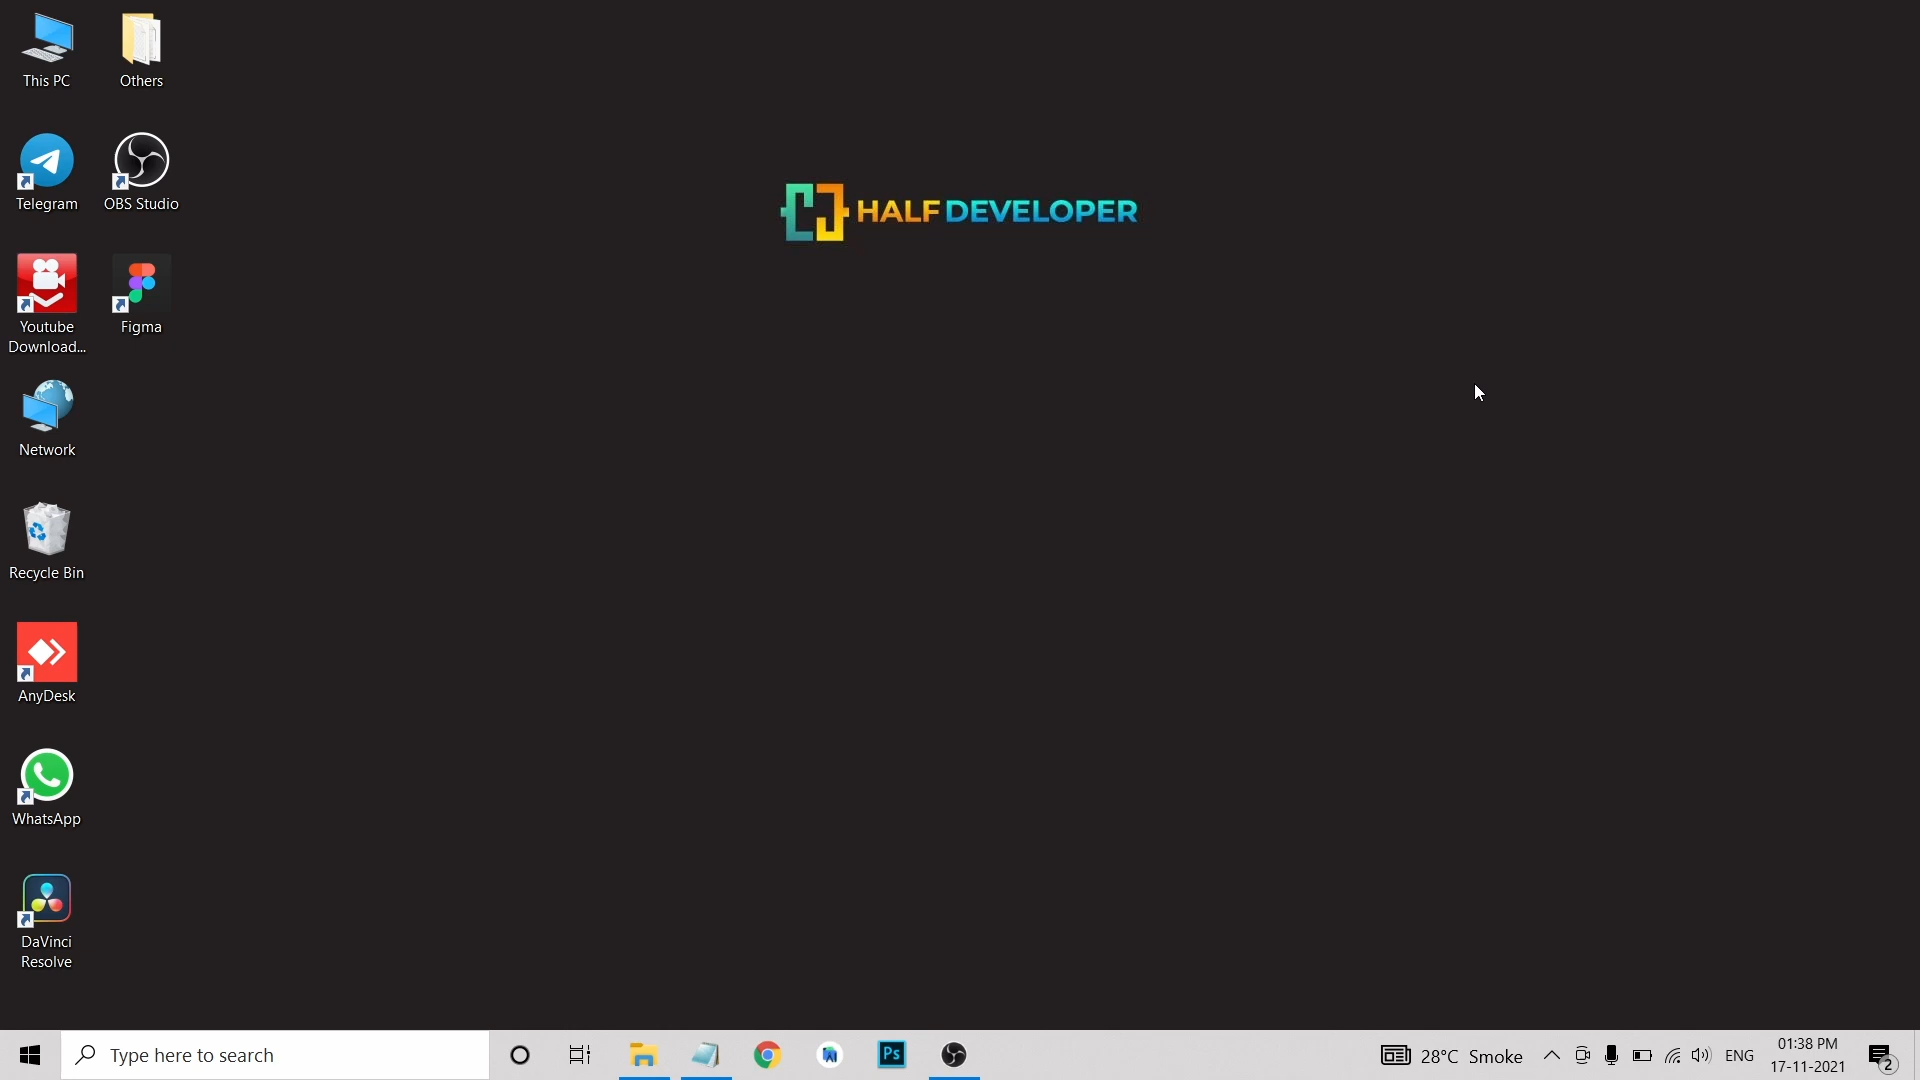 This PC
Others
Telegram
OBS Studio
Youtube
Download...
Figma
Network
Recycle Bin
AnyDesk
WhatsApp
DaVinci
Resolve
HALF DEVELOPER
Type here to search
Ps
28°C Smoke
ENG
01:38 PM
17-11-2021
2